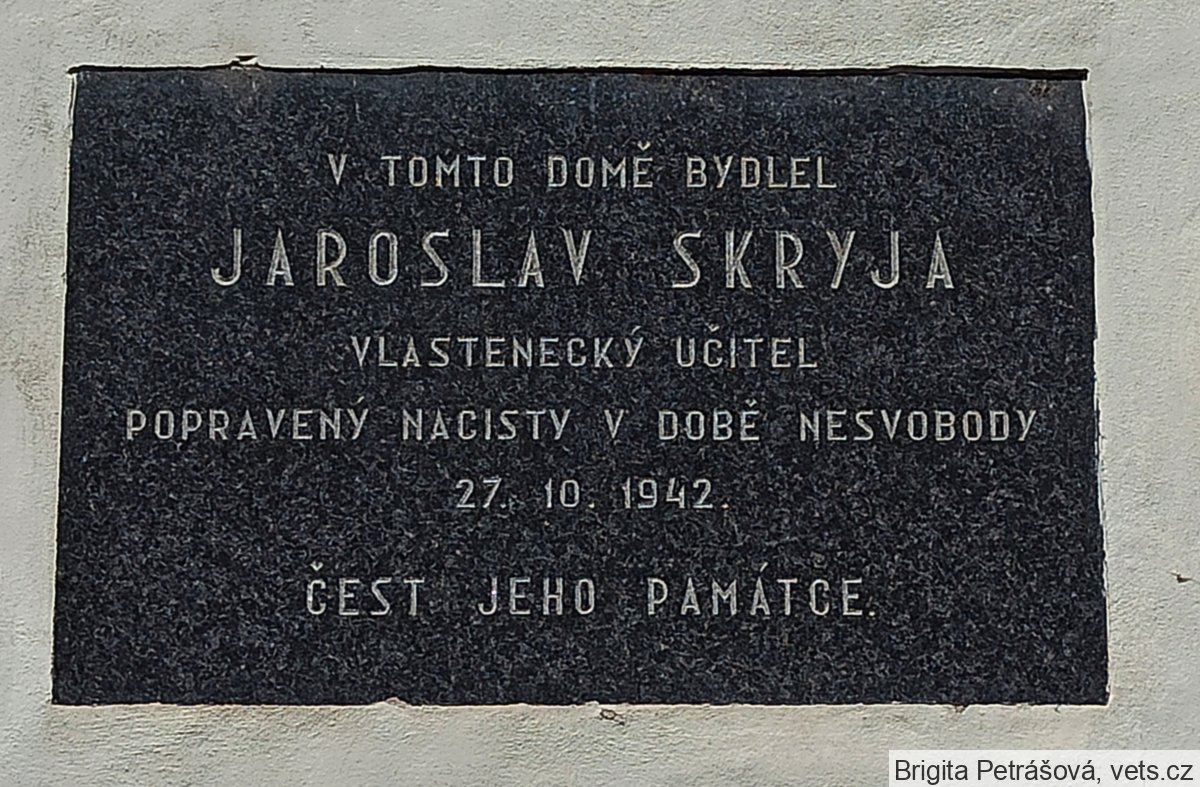 V TOMTO DOMĚ BYDLEL
JAROSLAV SKRYJA
VLASTENECKÝ UČITEL
POPRAVENÝ NACISTY V DOBĚ NESVOBODY
27. 10. 1942.
ČEST JEHO PAMÁTCE.
Brigita Petrášová, vets.cz